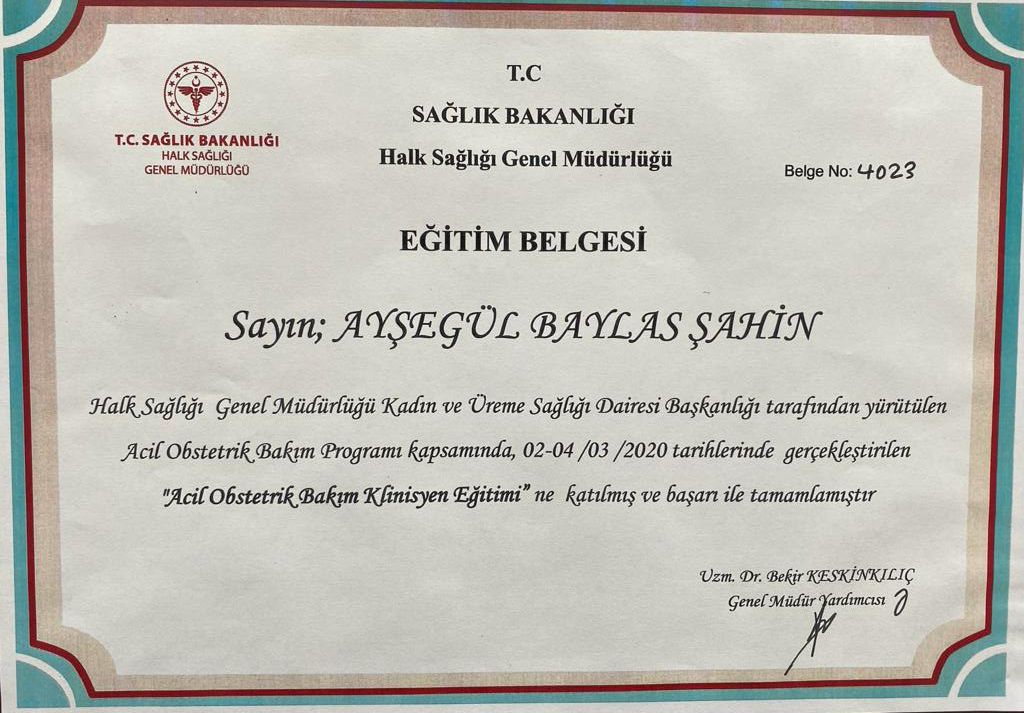 T.C. SAĞLIK BAKANLIĞI
HALK SAĞLIĞI
GENEL MÜDÜRLÜĞÜ
T.C
SAĞLIK BAKANLIĞI
Halk Sağlığı Genel Müdürlüğü
Belge No: 4023
EĞİTİM BELGESİ
Sayın; AYŞEGÜL BAYLAS ŞAHİN
Halk Sağlığı Genel Müdürlüğü Kadın ve Üreme Sağlığı Dairesi Başkanlığı tarafından yürütülen
Acil Obstetrik Bakım Programı kapsamında, 02-04 /03 /2020 tarihlerinde gerçekleştirilen
"Acil Obstetrik Bakım Klinisyen Eğitimi" ne katılmış ve başarı ile tamamlamıştır
Uzm. Dr. Bekir KESKİNKILIÇ
Genel Müdür Yardımcısı